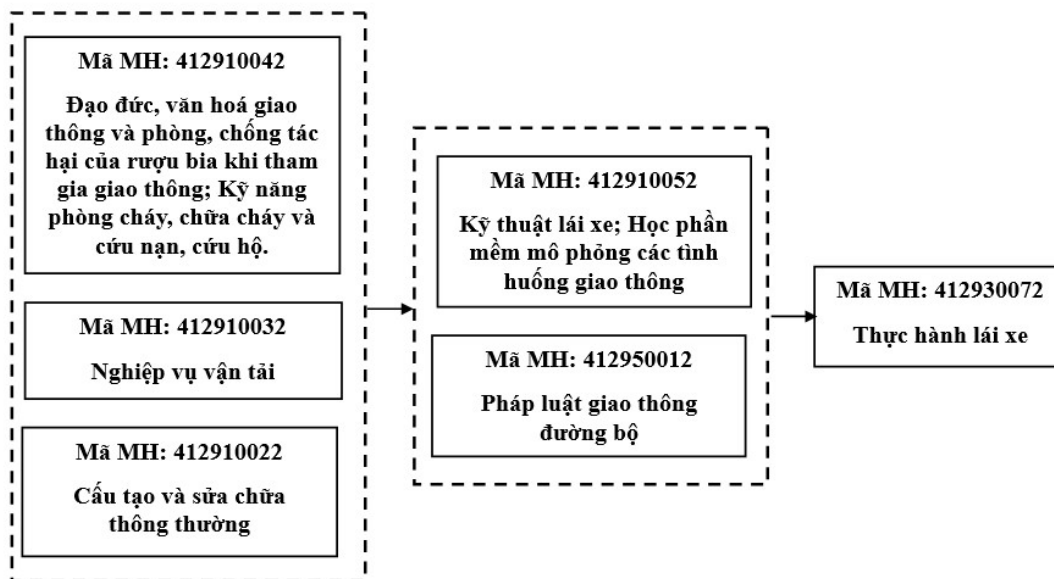 Mã MH: 412910042
Đạo đức, văn hoá giao
thông và phòng, chống tác
hại của rượu bia khi tham
gia giao thông; Kỹ năng
phòng cháy, chữa cháy và
cứu nạn, cứu hộ.
Mã MH: 412910032
Nghiệp vụ vận tải
Mã MH: 412910022
Cấu tạo và sửa chữa
thông thường
Mã MH: 412910052
Kỹ thuật lái xe; Học phần
mềm mô phỏng các tình
huống giao thông
Mã MH: 412950012
Pháp luật giao thông
đường bộ
Mã MH: 412930072
Thực hành lái xe